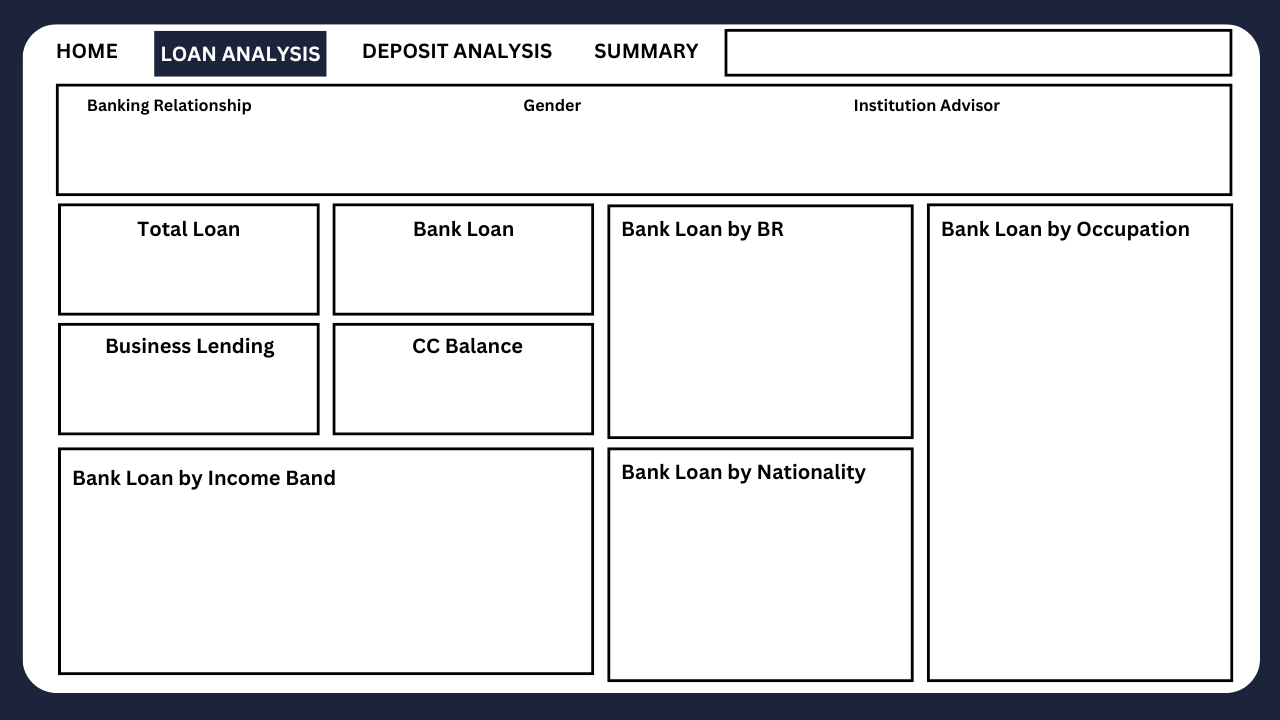 HOME LOAN ANALYSIS DEPOSIT ANALYSIS SUMMARY
Banking Relationship Gender Institution Advisor
Total Loan Bank Loan Bank Loan by BR Bank Loan by Occupation
Business Lending CC Balance
Bank Loan by Income Band Bank Loan by Nationality